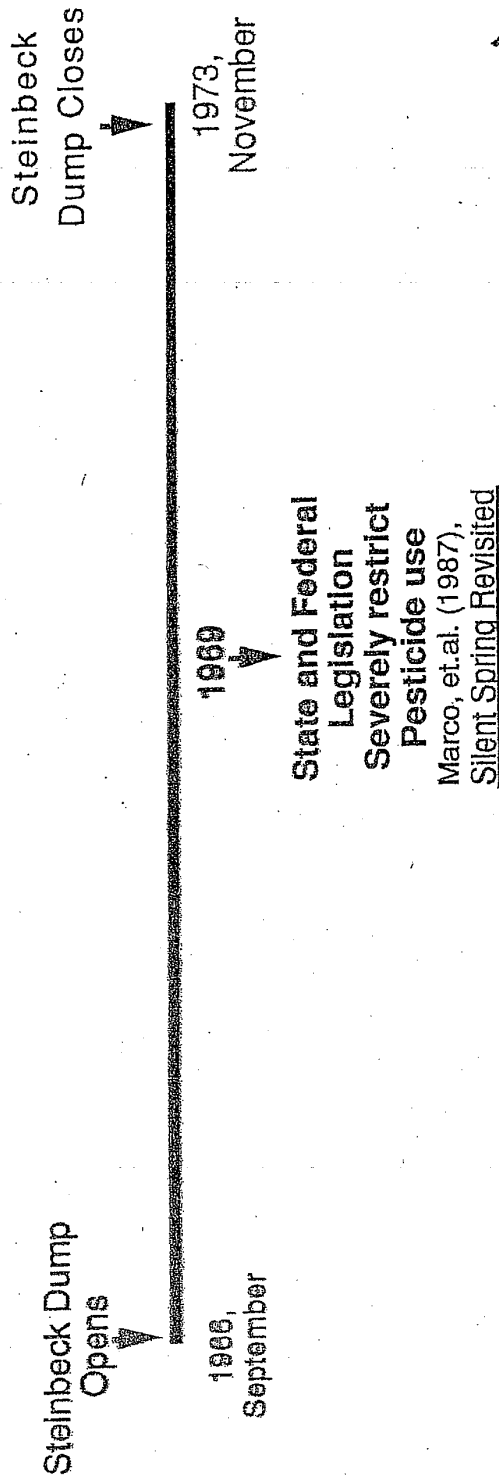 Steinbeck Dump
Opens
1966,
September
1969
State and Federal
Legislation
Severely restrict
Pesticide use
Marco, et.al. (1987),
Silent Spring Revisited
Steinbeck
Dump Closes
1973,
November